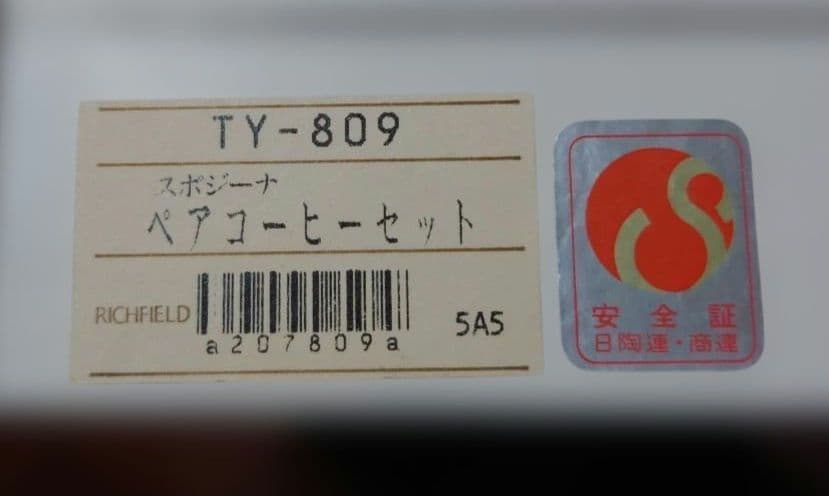 TY-809
スポジーナ
ペアコーヒーセット
RICHFIELD
a207809a
5A5
S
安全証
日陶連・商連